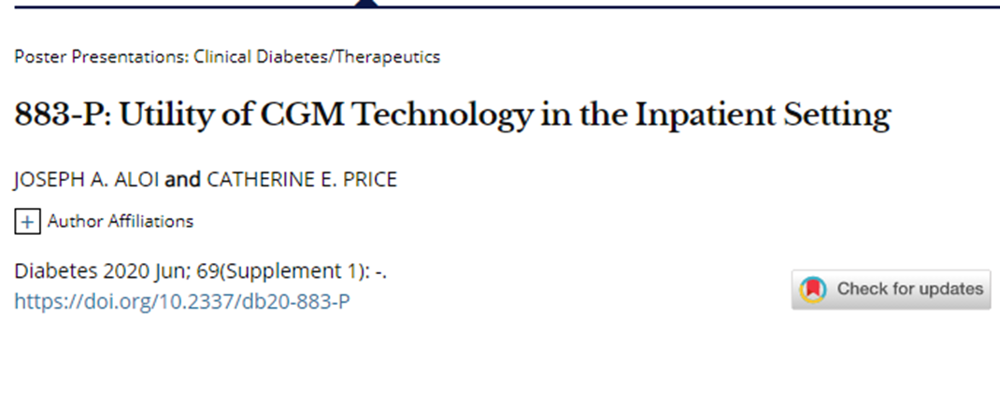 Poster Presentations: Clinical Diabetes/Therapeutics
883-P: Utility of CGM Technology in the Inpatient Setting
JOSEPH A. ALOI and CATHERINE E. PRICE
+ Author Affiliations
Diabetes 2020 Jun; 69(Supplement 1): -.
https://doi.org/10.2337/db20-883-P
Check for updates